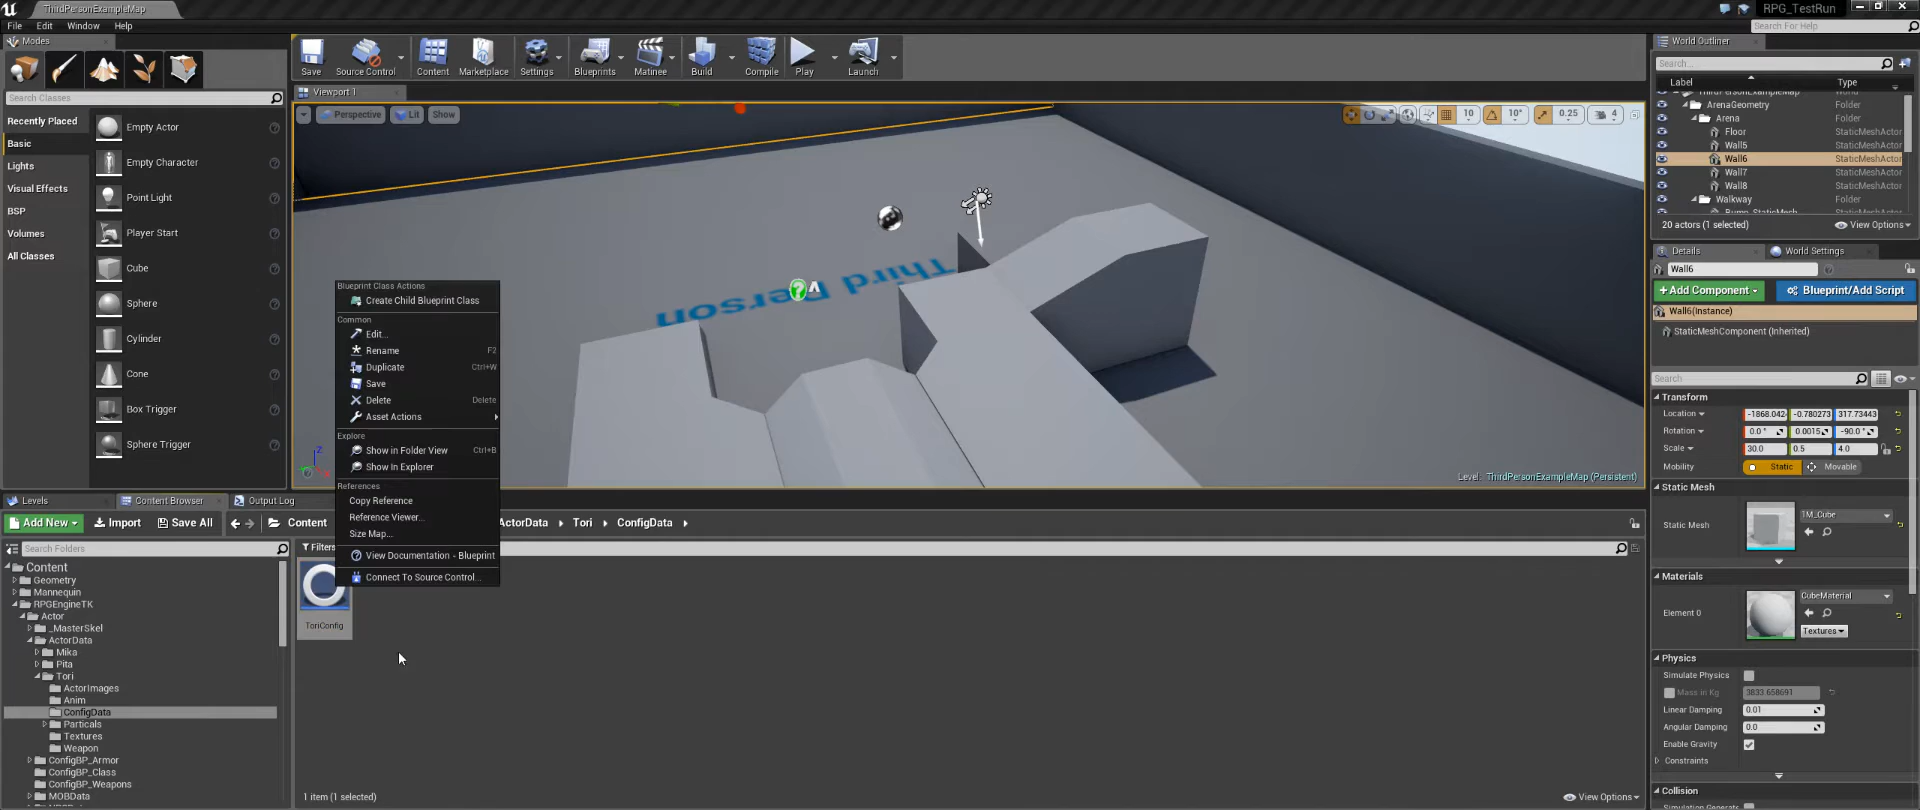 ThirdPersonExampleMap
RPG_TestRun
File Edit Window Help
Search For Help
Modes
Search Classes
Recently Placed
Basic
Lights
Visual Effects
BSP
Volumes
All Classes
Empty Actor
Empty Character
Point Light
Player Start
Cube
Sphere
Cylinder
Cone
Box Trigger
Sphere Trigger
Save Source Control Content Marketplace Settings Blueprints Matinee Build Compile Play Launch
Viewport 1
Perspective Lit Show
10 10° 0.25 4
Third Person
Level: ThirdPersonExampleMap (Persistent)
Blueprint Class Actions
Create Child Blueprint Class
Common
Edit...
Rename F2
Duplicate Ctrl+W
Save
Delete Delete
Asset Actions
Explore
Show in Folder View Ctrl+B
Show in Explorer
References
Copy Reference
Reference Viewer...
Size Map...
View Documentation - Blueprint
Connect To Source Control...
Levels Content Browser Output Log
Add New Import Save All Content ActorData Tori ConfigData
Search Folders
Filters
Content
Geometry
Mannequin
RPGEngineTK
Actor
_MasterSkel
ActorData
Mika
Pita
Tori
ActorImages
Anim
ConfigData
Particals
Textures
Weapon
ConfigBP_Armor
ConfigBP_Class
ConfigBP_Weapons
MOBData
ToriConfig
1 item (1 selected)
View Options
World Outliner
Search...
Label Type
ThirdPersonExampleMap World
ArenaGeometry Folder
Arena Folder
Floor StaticMeshActor
Wall5 StaticMeshActor
Wall6 StaticMeshActor
Wall7 StaticMeshActor
Wall8 StaticMeshActor
Walkway Folder
Bump_StaticMesh StaticMeshActor
20 actors (1 selected)
View Options
Details World Settings
Wall6
+Add Component Blueprint/Add Script
Wall6(Instance)
StaticMeshComponent (Inherited)
Search
Transform
Location -1868.042 -0.780273 317.73443
Rotation 0.0 ° 0.0015 -90.0 °
Scale 30.0 0.5 4.0
Mobility Static Movable
Static Mesh
Static Mesh 1M_Cube
Materials
Element 0 CubeMaterial
Textures
Physics
Simulate Physics
Mass in Kg 3833.658691
Linear Damping 0.01
Angular Damping 0.0
Enable Gravity
Constraints
Collision